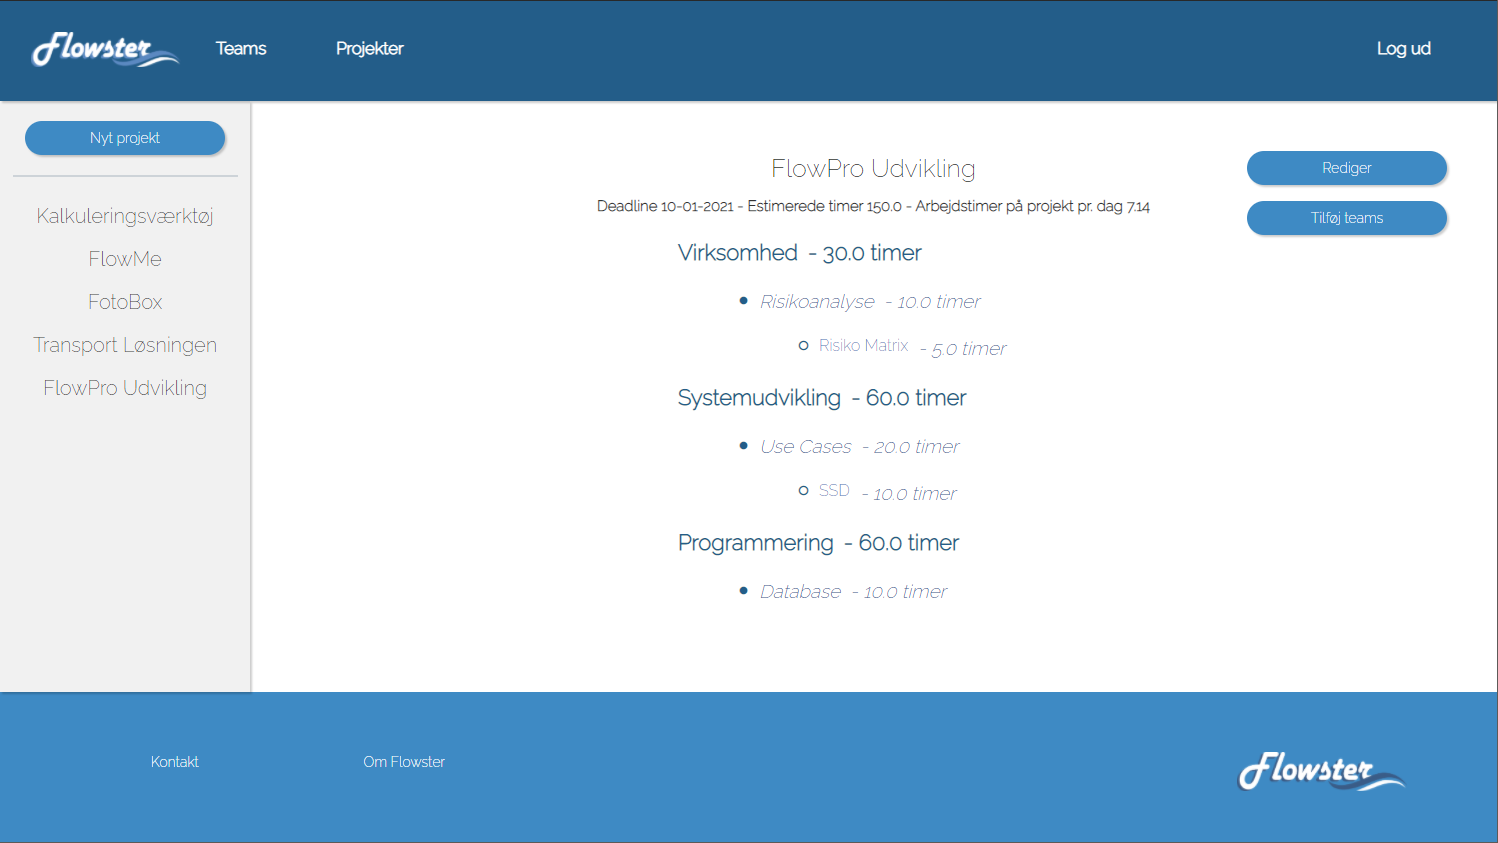 Flowster
Teams
Projekter
Log ud
Nyt projekt
Kalkuleringsværktøj
FlowMe
FotoBox
Transport Løsningen
FlowPro Udvikling
FlowPro Udvikling
Deadline 10-01-2021 - Estimerede timer 150.0 - Arbejdstimer på projekt pr. dag 7.14
Virksomhed - 30.0 timer
Risikoanalyse - 10.0 timer
Risiko Matrix - 5.0 timer
Systemudvikling - 60.0 timer
Use Cases - 20.0 timer
SSD - 10.0 timer
Programmering - 60.0 timer
Database - 10.0 timer
Rediger
Tilføj teams
Kontakt
Om Flowster
Flowster